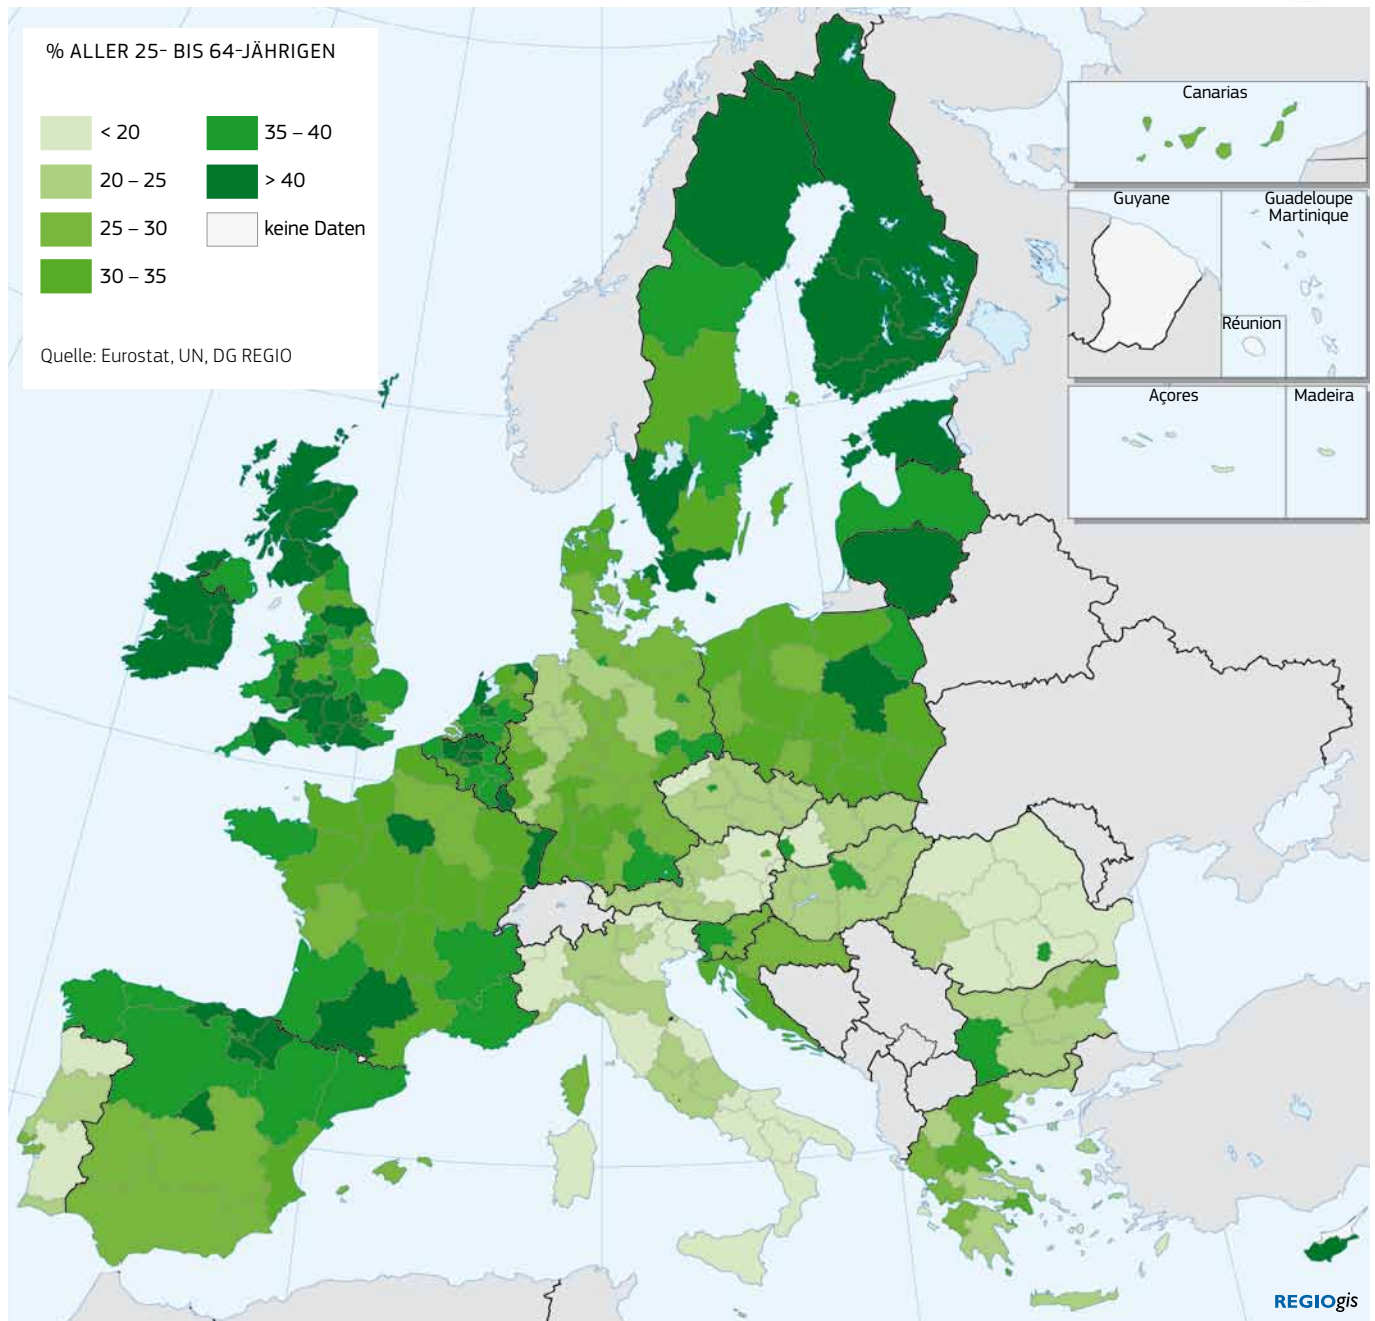 % ALLER 25- BIS 64-JÄHRIGEN
< 20
20 – 25
25 – 30
30 – 35
35 – 40
> 40
keine Daten
Quelle: Eurostat, UN, DG REGIO
Canarias
Guyane
Guadeloupe
Martinique
Réunion
Açores
Madeira
REGIOgis